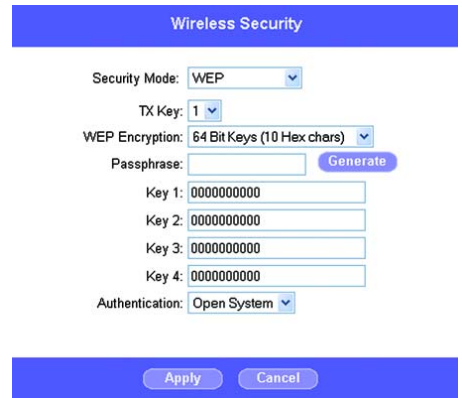 Wireless Security
Security Mode: WEP
TX Key: 1
WEP Encryption: 64 Bit Keys (10 Hex chars)
Passphrase: Generate
Key 1: 0000000000
Key 2: 0000000000
Key 3: 0000000000
Key 4: 0000000000
Authentication: Open System
Apply Cancel